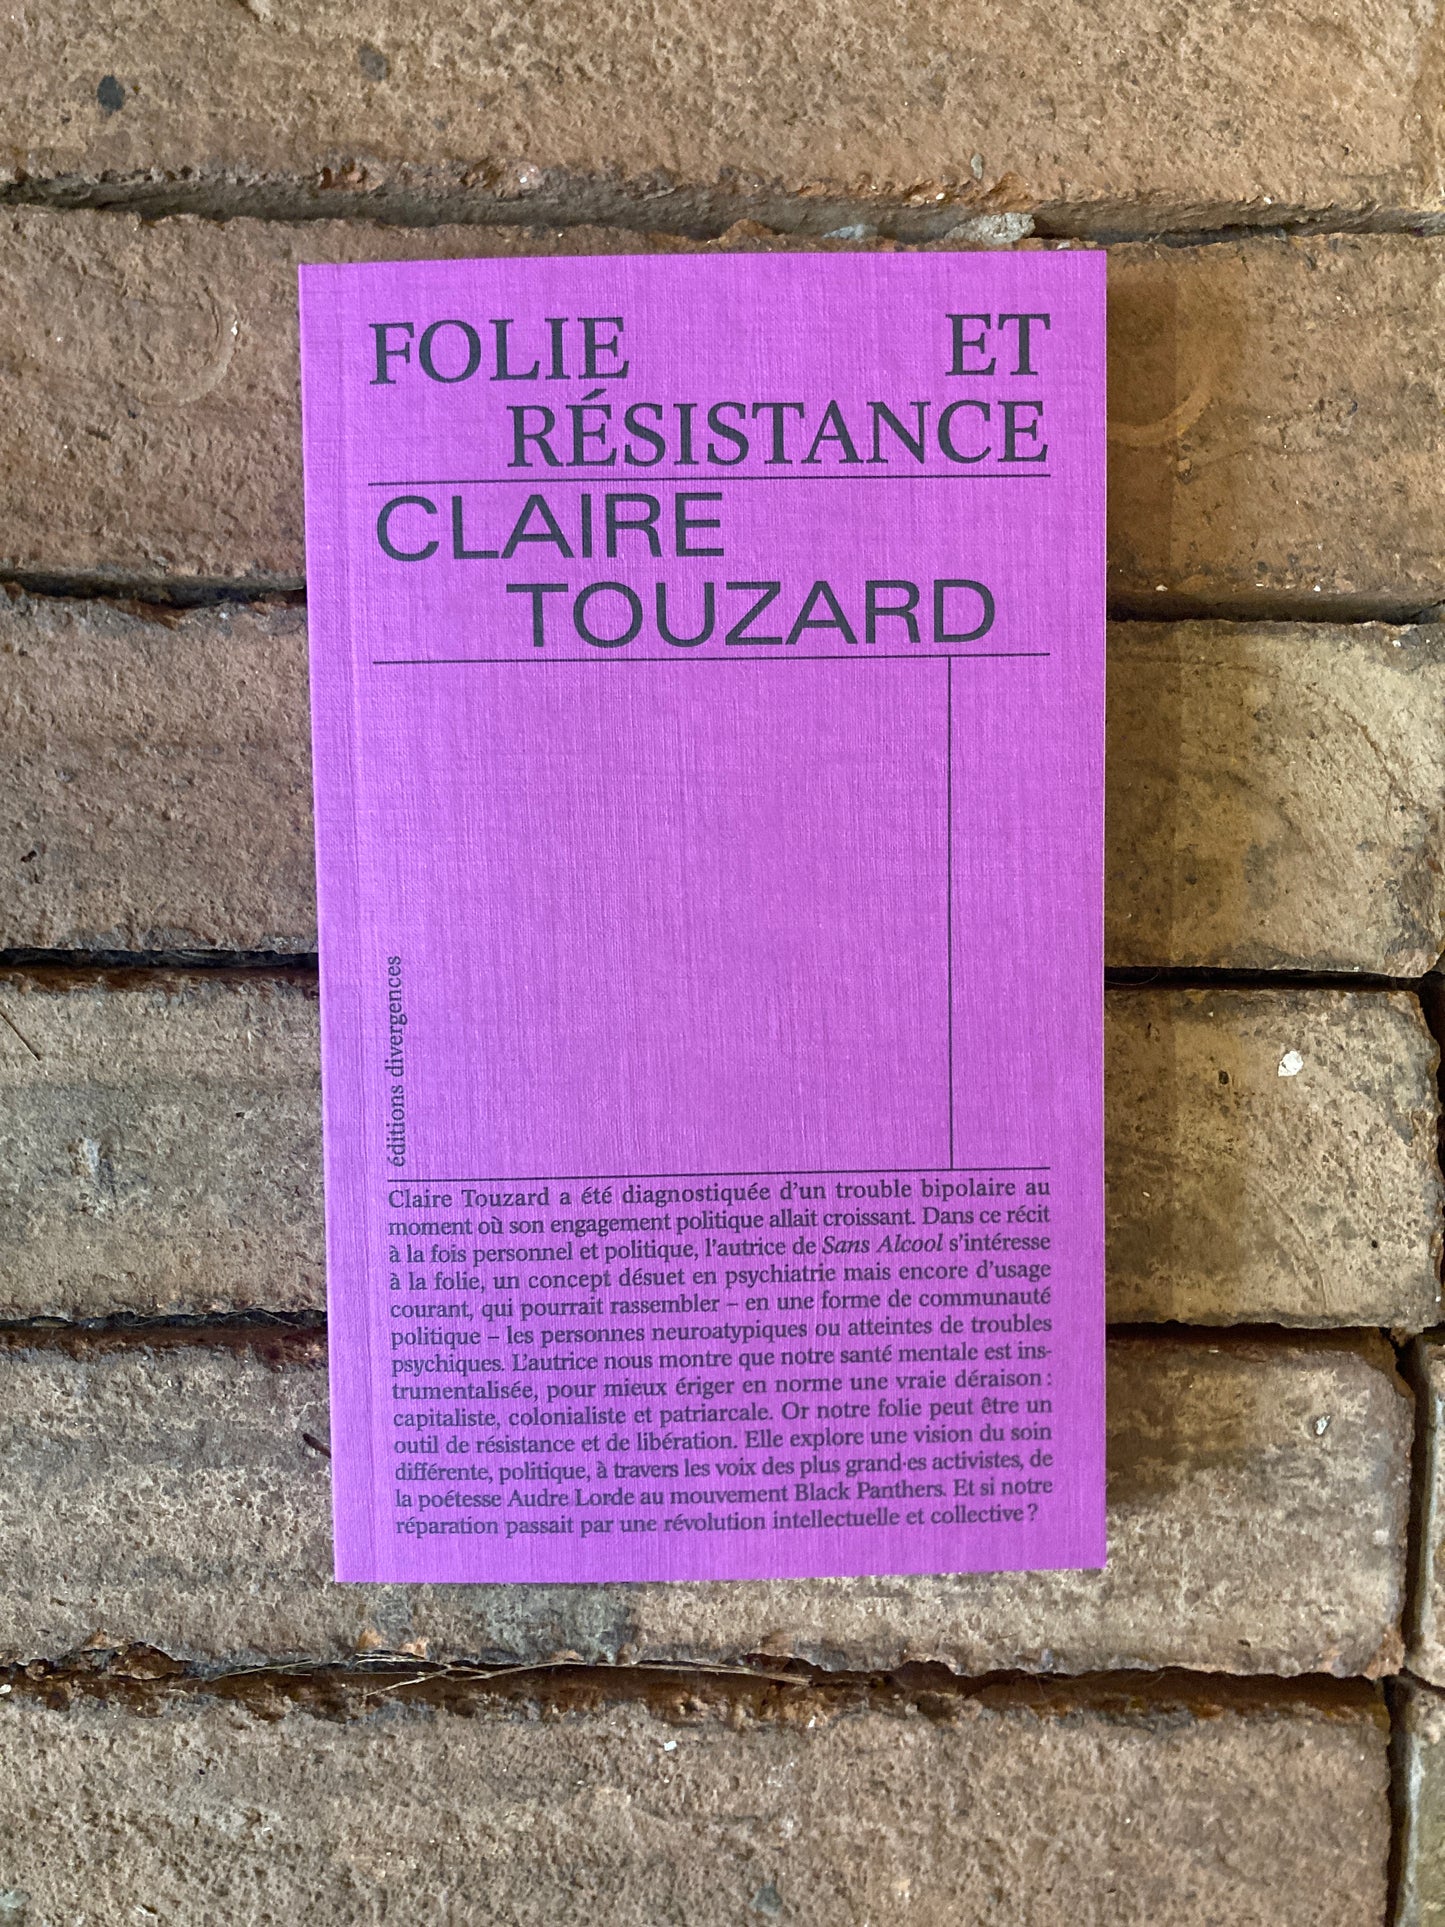 FOLIE ET
RÉSISTANCE
CLAIRE
TOUZARD
éditions divergences
Claire Touzard a été diagnostiquée d’un trouble bipolaire au
moment où son engagement politique allait croissant. Dans ce récit
à la fois personnel et politique, l’autrice de Sans Alcool s’intéresse
à la folie, un concept désuet en psychiatrie mais encore d’usage
courant, qui pourrait rassembler – en une forme de communauté
politique – les personnes neuroatypiques ou atteintes de troubles
psychiques. L’autrice nous montre que notre santé mentale est ins-
trumentalisée, pour mieux ériger en norme une vraie déraison :
capitaliste, colonialiste et patriarcale. Or notre folie peut être un
outil de résistance et de libération. Elle explore une vision du soin
différente, politique, à travers les voix des plus grand·es activistes, de
la poétesse Audre Lorde au mouvement Black Panthers. Et si notre
réparation passait par une révolution intellectuelle et collective ?